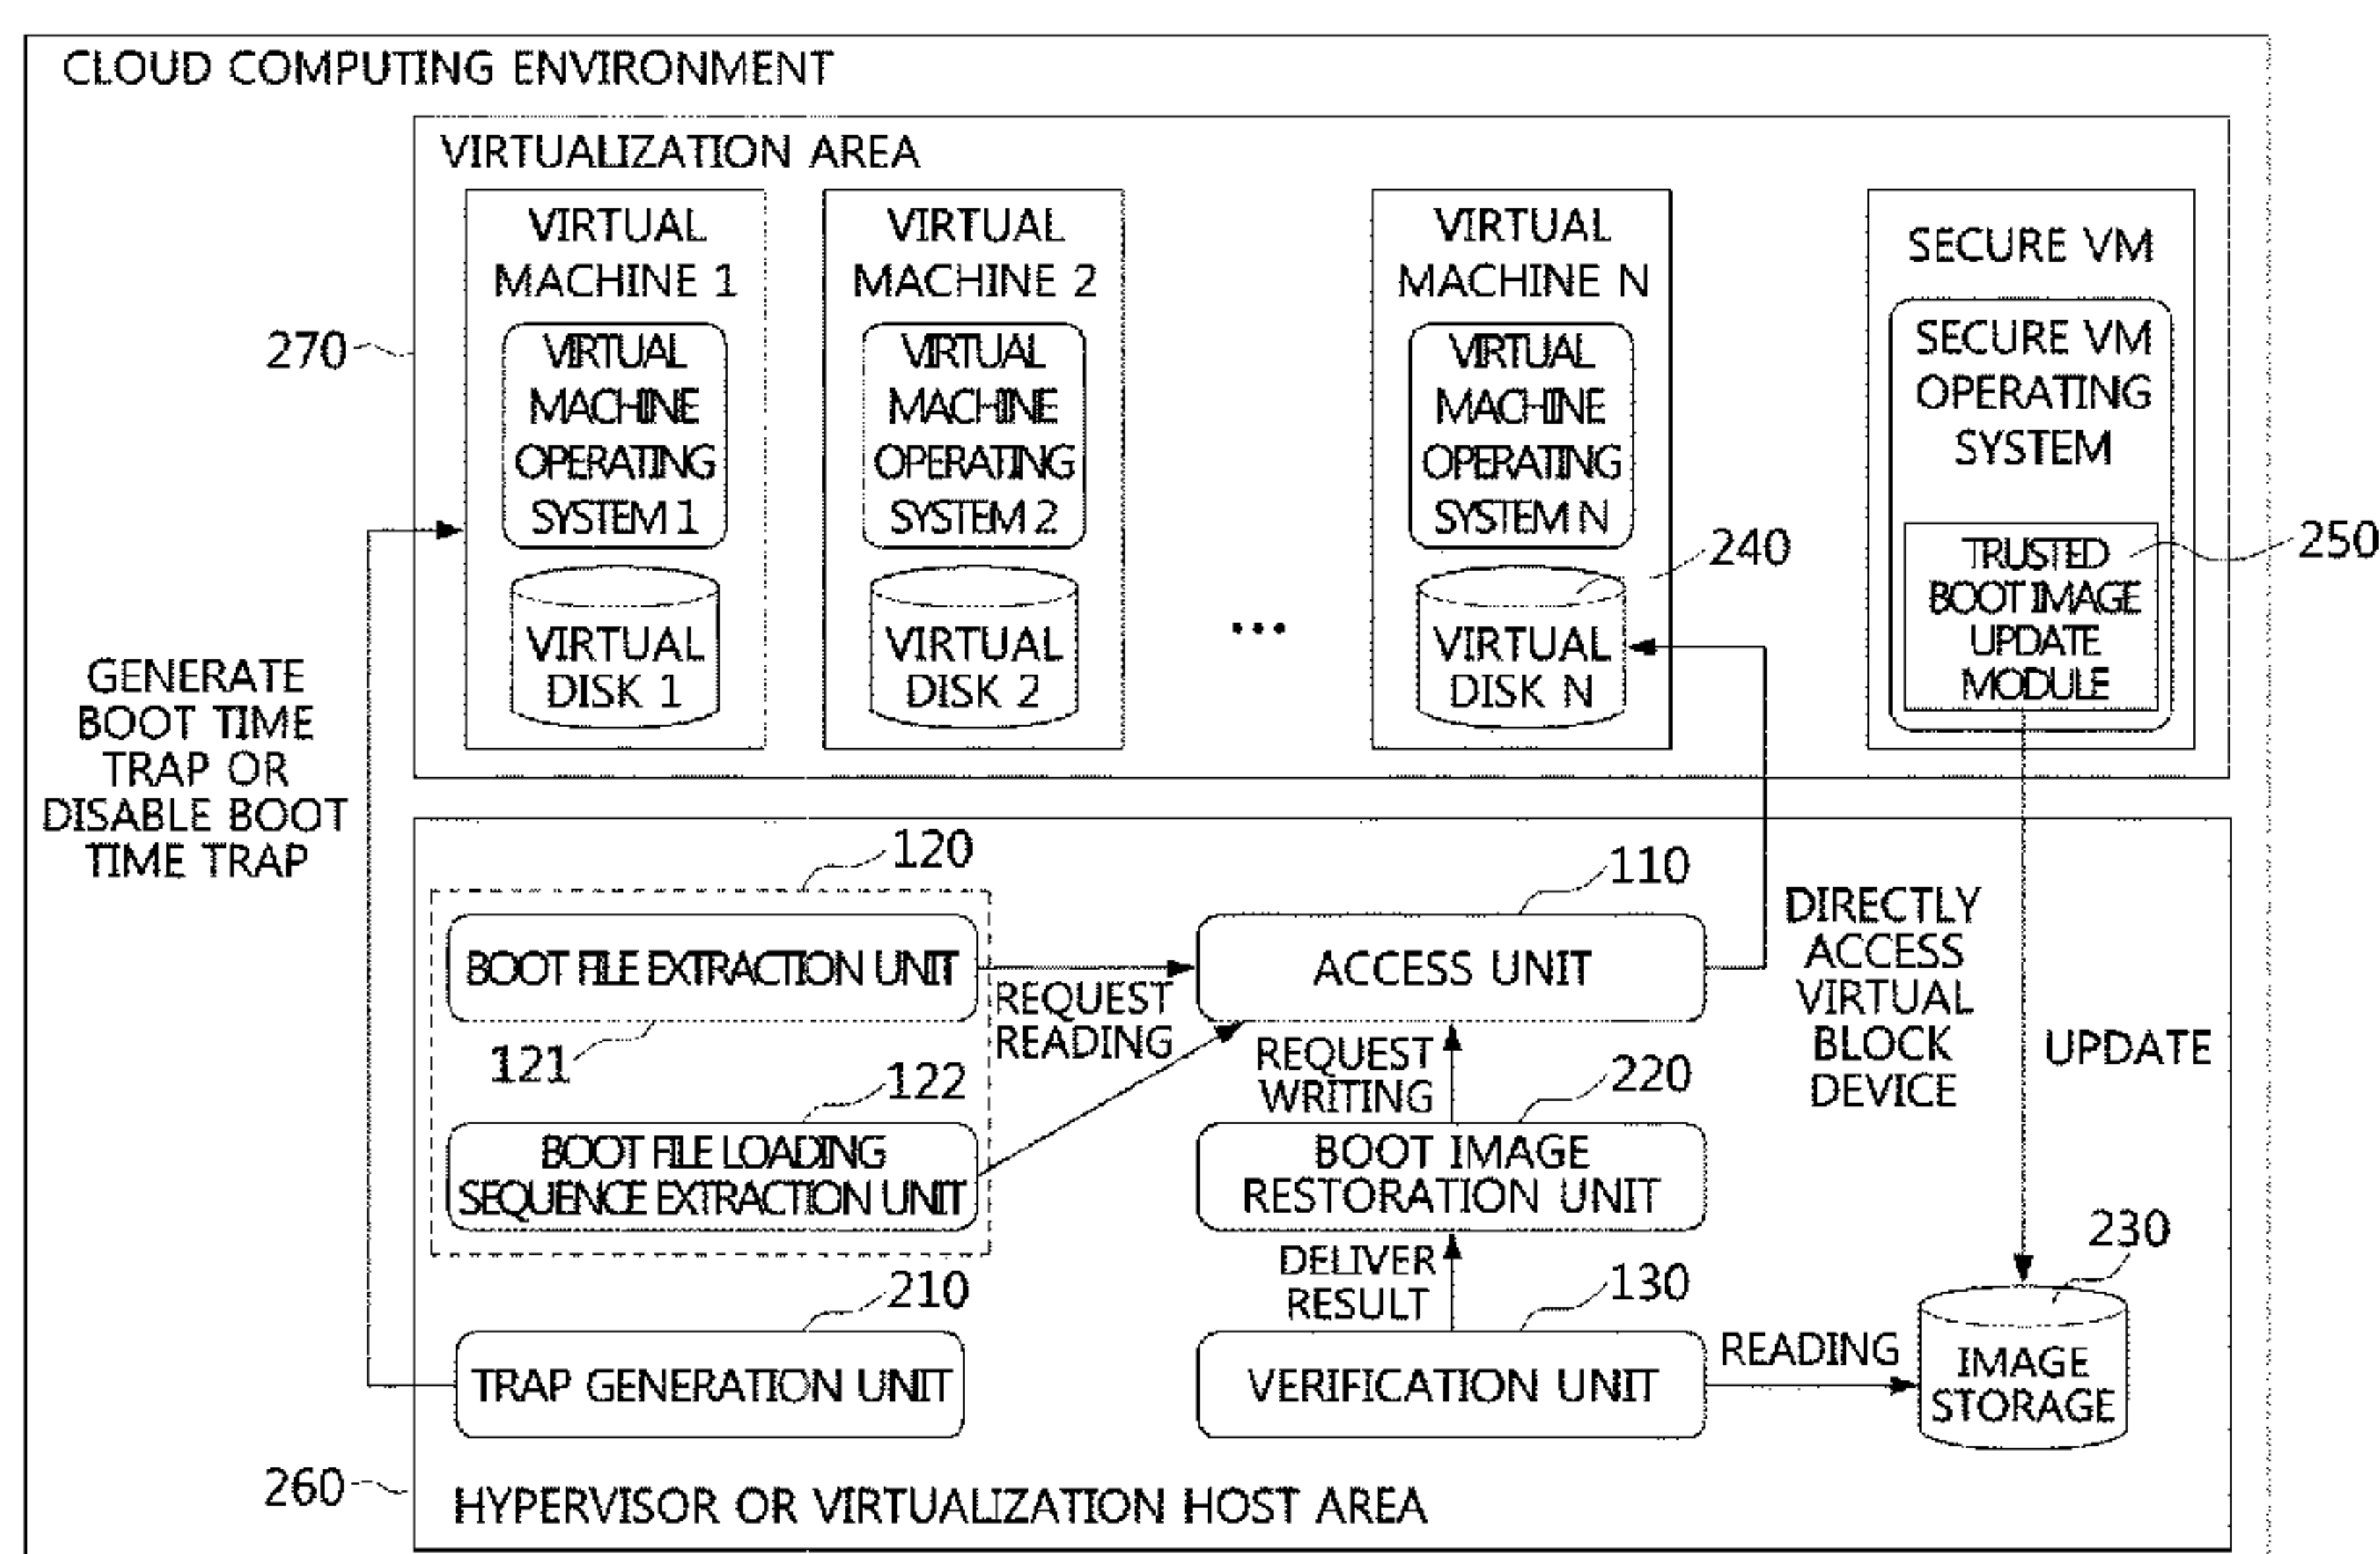 CLOUD COMPUTING ENVIRONMENT
VIRTUALIZATION AREA
VIRTUAL
MACHINE 1
VIRTUAL
MACHINE
OPERATING
SYSTEM 1
VIRTUAL
DISK 1
VIRTUAL
MACHINE 2
VIRTUAL
MACHINE
OPERATING
SYSTEM 2
VIRTUAL
DISK 2
•••
VIRTUAL
MACHINE N
VIRTUAL
MACHINE
OPERATING
SYSTEM N
240
VIRTUAL
DISK N
SECURE VM
SECURE VM
OPERATING
SYSTEM
TRUSTED
BOOT IMAGE
UPDATE
MODULE
250
270
GENERATE
BOOT TIME
TRAP OR
DISABLE BOOT
TIME TRAP
120
BOOT FILE EXTRACTION UNIT
121
122
BOOT FILE LOADING
SEQUENCE EXTRACTION UNIT
REQUEST
READING
110
ACCESS UNIT
REQUEST
WRITING
220
BOOT IMAGE
RESTORATION UNIT
DELIVER
RESULT
130
VERIFICATION UNIT
DIRECTLY
ACCESS
VIRTUAL
BLOCK
DEVICE
UPDATE
READING
230
IMAGE
STORAGE
210
TRAP GENERATION UNIT
260
HYPERVISOR OR VIRTUALIZATION HOST AREA